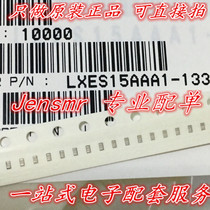 只做原装正品 可直接拍
: 10000
R P/N : LXES15AAA1-133
Jensmr 专业配单
一站式电子配套服务